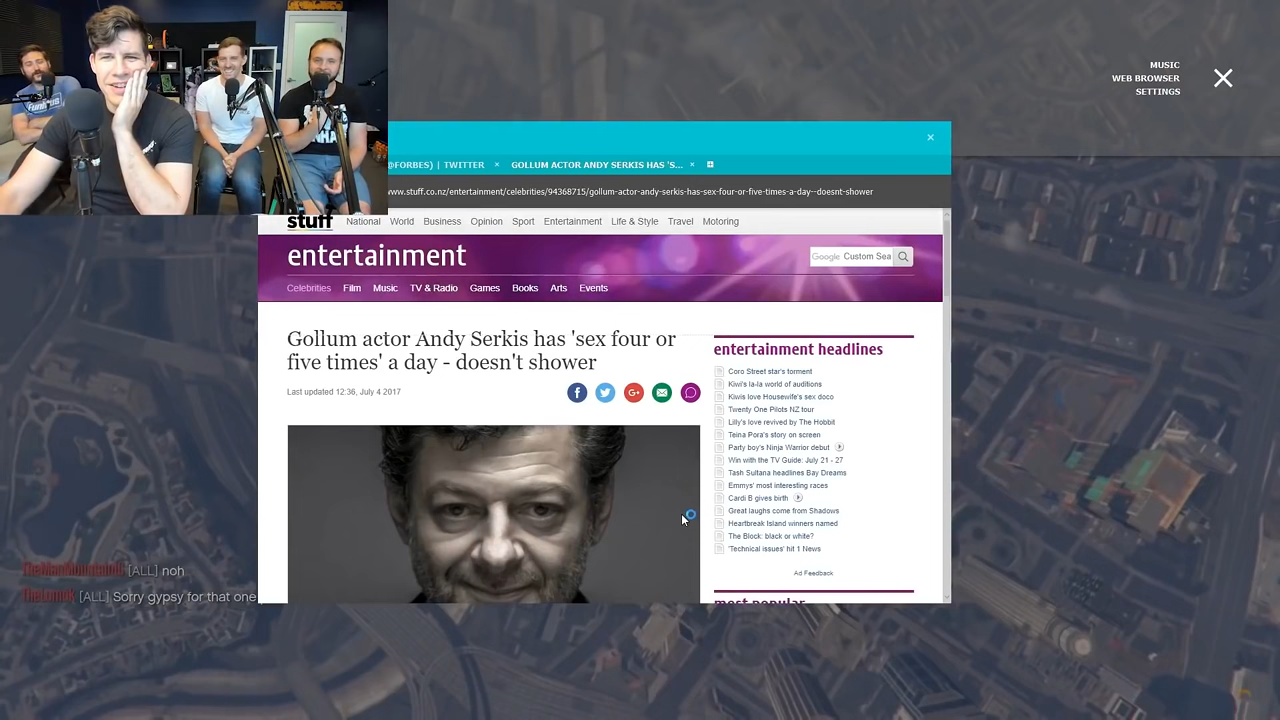 MUSIC
WEB BROWSER
SETTINGS
@FORBES) | TWITTER
GOLLUM ACTOR ANDY SERKIS HAS 'S...
www.stuff.co.nz/entertainment/celebrities/94368715/gollum-actor-andy-serkis-has-sex-four-or-five-times-a-day--doesnt-shower
stuff
National World Business Opinion Sport Entertainment Life & Style Travel Motoring
entertainment
Google Custom Sea
Celebrities Film Music TV & Radio Games Books Arts Events
Gollum actor Andy Serkis has 'sex four or
five times' a day - doesn't shower
Last updated 12:36, July 4 2017
entertainment headlines
Coro Street star's torment
Kiwi's la-la world of auditions
Kiwis love Housewife's sex doco
Twenty One Pilots NZ tour
Lilly's love revived by The Hobbit
Teina Pora's story on screen
Party boy's Ninja Warrior debut
Win with the TV Guide: July 21 - 27
Tash Sultana headlines Bay Dreams
Emmys' most interesting races
Cardi B gives birth
Great laughs come from Shadows
Heartbreak Island winners named
The Block: black or white?
'Technical issues' hit 1 News
Ad Feedback
most popular
[ALL] noh
[ALL] Sorry gypsy for that one